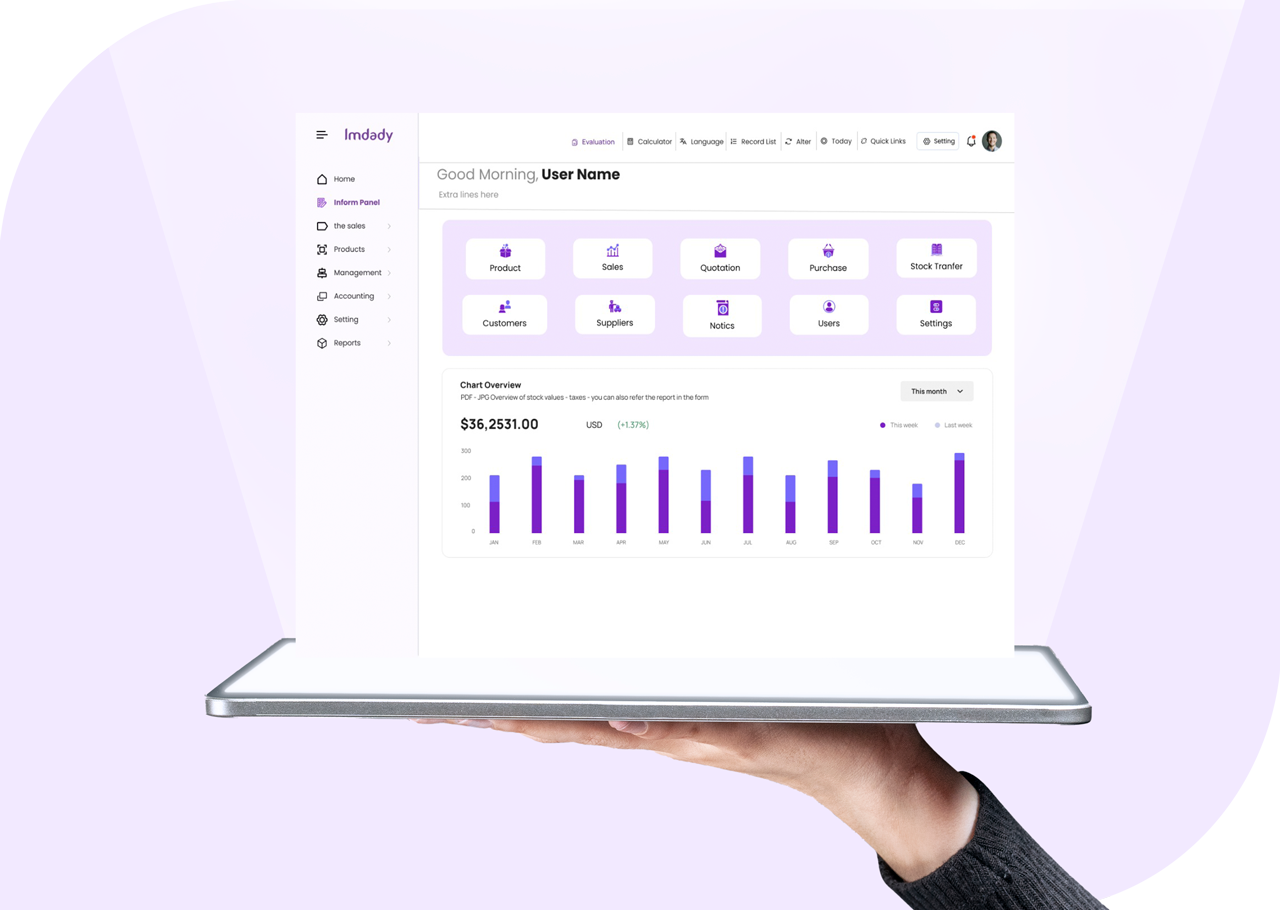 Imdady
Evaluation
Calculator
Language
Record List
Alter
Today
Quick Links
Setting
Home
Inform Panel
the sales
Products
Management
Accounting
Setting
Reports
Good Morning, User Name
Extra lines here
Product
Sales
Quotation
Purchase
Stock Tranfer
Customers
Suppliers
Notics
Users
Settings
Chart Overview
PDF - JPG Overview of stock values - taxes - you can also refer the report in the form
This month
$36,2531.00 USD (+1.37%)
This week
Last week
300
200
100
0
JAN FEB MAR APR MAY JUN JUL AUG SEP OCT NOV DEC